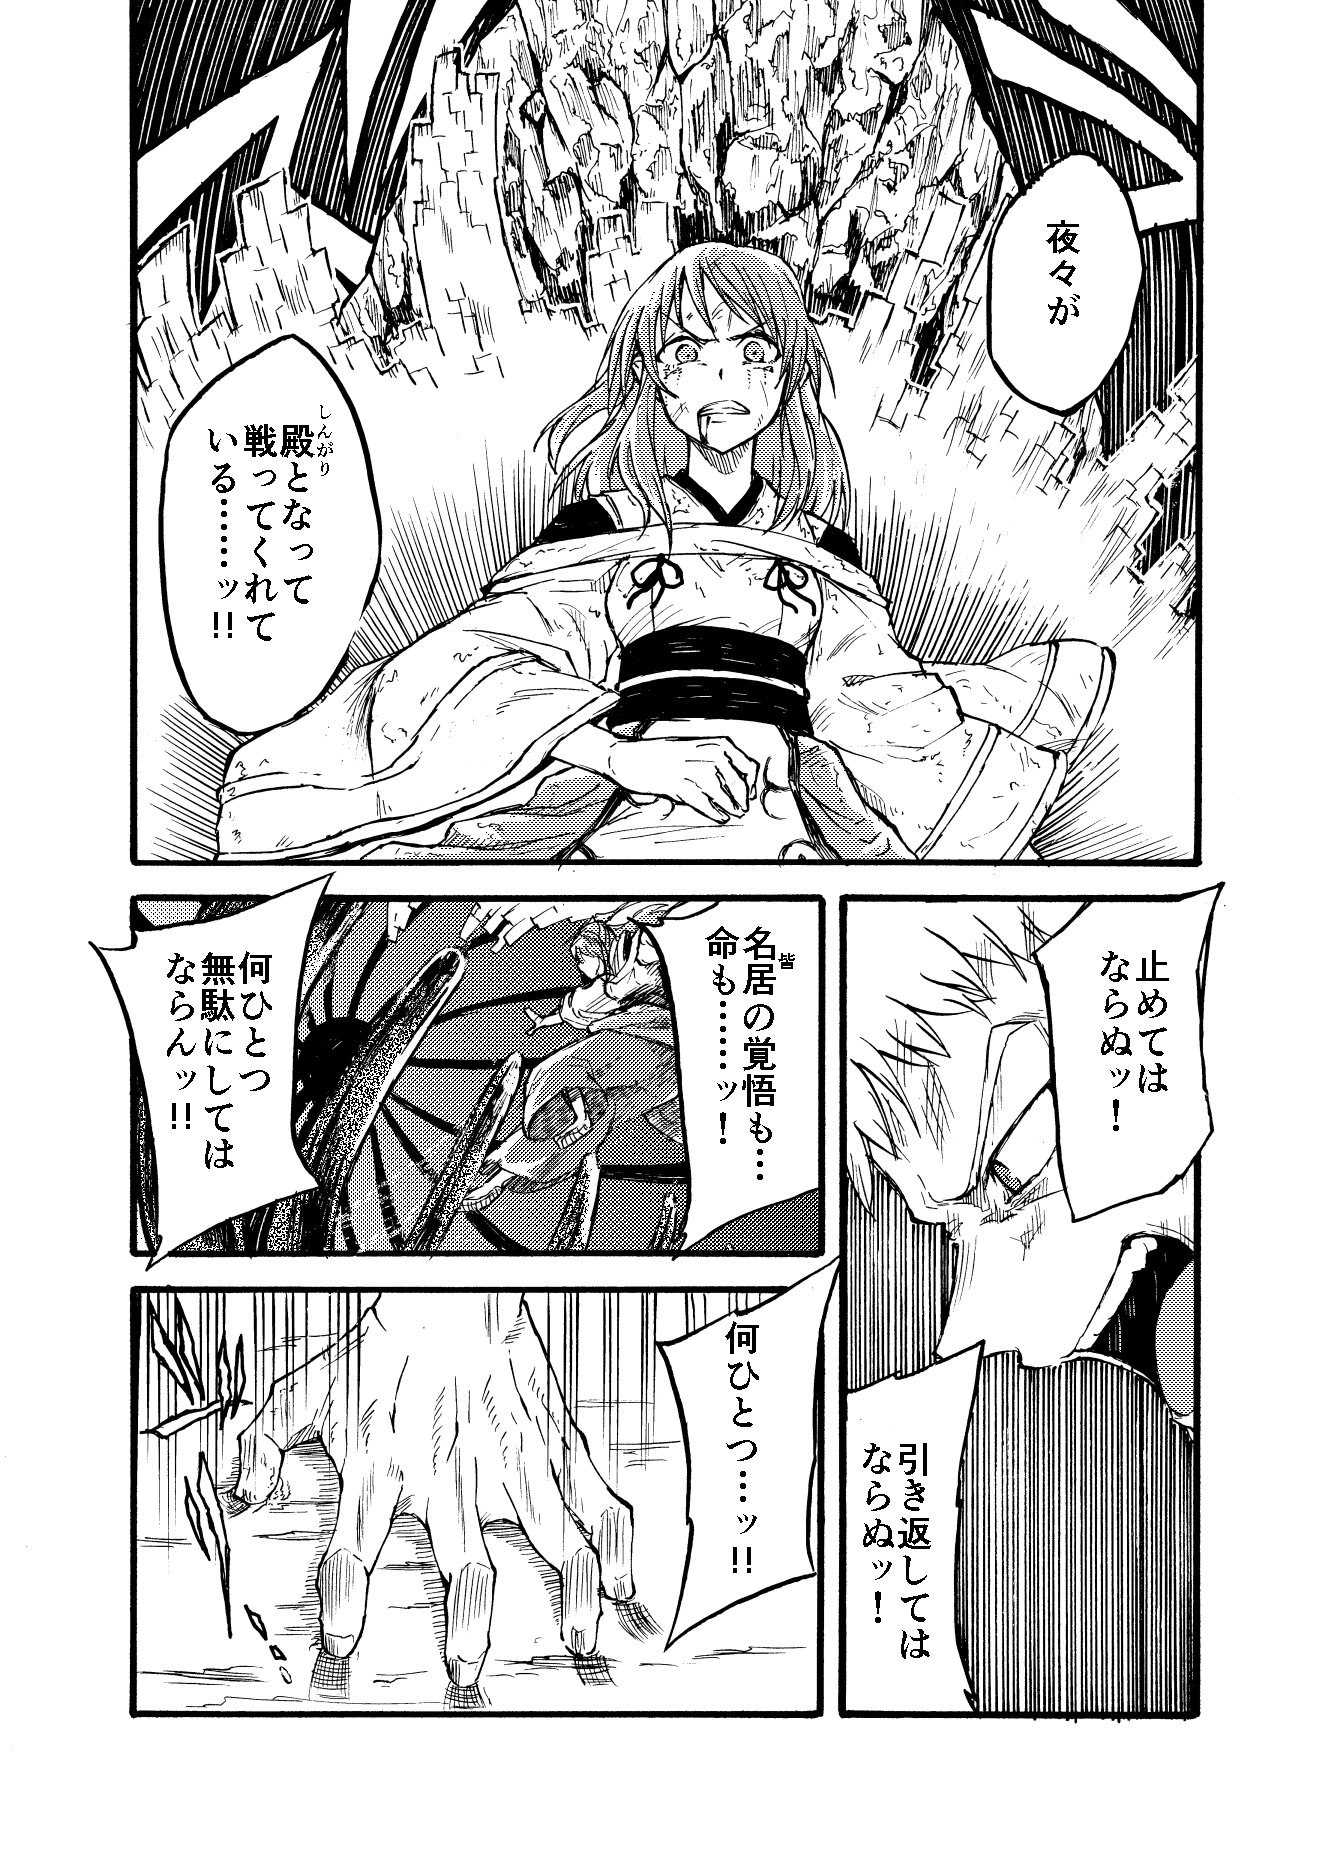 夜々が
殿となって
しんがり
戦ってくれて
いる……ッ!!
止めては
ならぬッ!
引き返しては
ならぬッ!
名居の覚悟も…
皆
命も……ッ!
何ひとつ
無駄にしては
ならんッ!!
何ひとつ…ッ!!